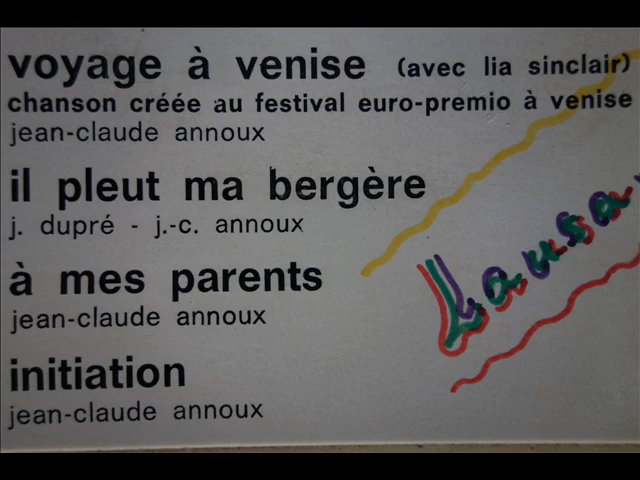 voyage à venise (avec lia sinclair)
chanson créée au festival euro-premio à venise
jean-claude annoux
il pleut ma bergère
j. dupré - j.-c. annoux
à mes parents
jean-claude annoux
initiation
jean-claude annoux